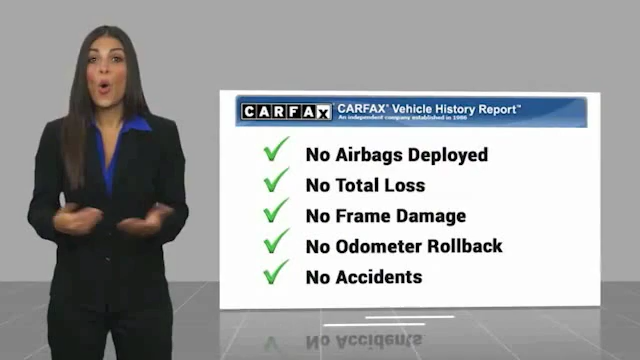 CARFAX CARFAX® Vehicle History Report™
An independent company established in 1986
No Airbags Deployed
No Total Loss
No Frame Damage
No Odometer Rollback
No Accidents